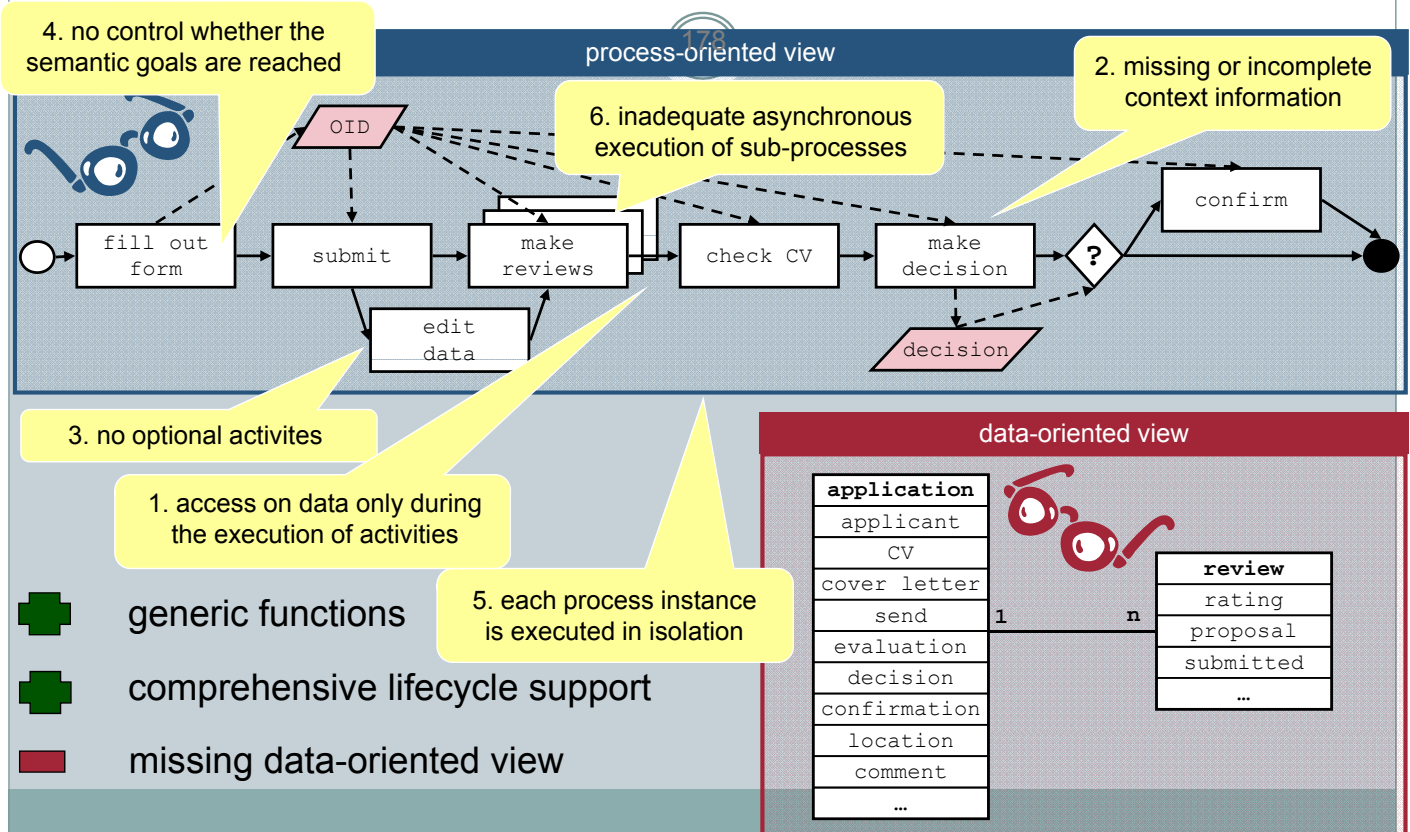 178
process-oriented view
4. no control whether the
semantic goals are reached
2. missing or incomplete
context information
6. inadequate asynchronous
execution of sub-processes
OID
confirm
fill out
form
submit
make
reviews
check CV
make
decision
?
edit
data
decision
3. no optional activites
1. access on data only during
the execution of activities
5. each process instance
is executed in isolation
generic functions
comprehensive lifecycle support
missing data-oriented view
data-oriented view
application
applicant
CV
cover letter
send
evaluation
decision
confirmation
location
comment
…
1
n
review
rating
proposal
submitted
…